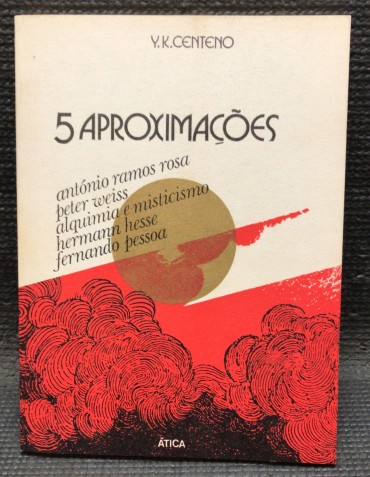 Y.K.CENTENO
5 APROXIMAÇÕES
antónio ramos rosa
peter weiss
alquimia e misticismo
hermann hesse
fernando pessoa
ÁTICA